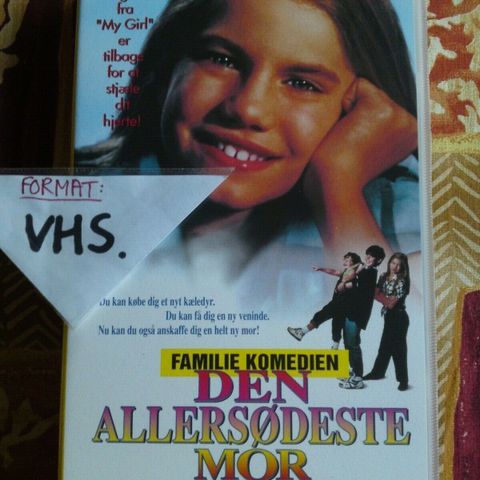 fra
"My Girl"
er
tilbage
for at
stjæle
dit
hjerte!
FORMAT:
VHS.
Du kan købe dig et nyt kæledyr.
Du kan få dig en ny veninde.
Nu kan du også anskaffe dig en helt ny mor!
FAMILIE KOMEDIEN
DEN
ALLERSØDESTE
MOR